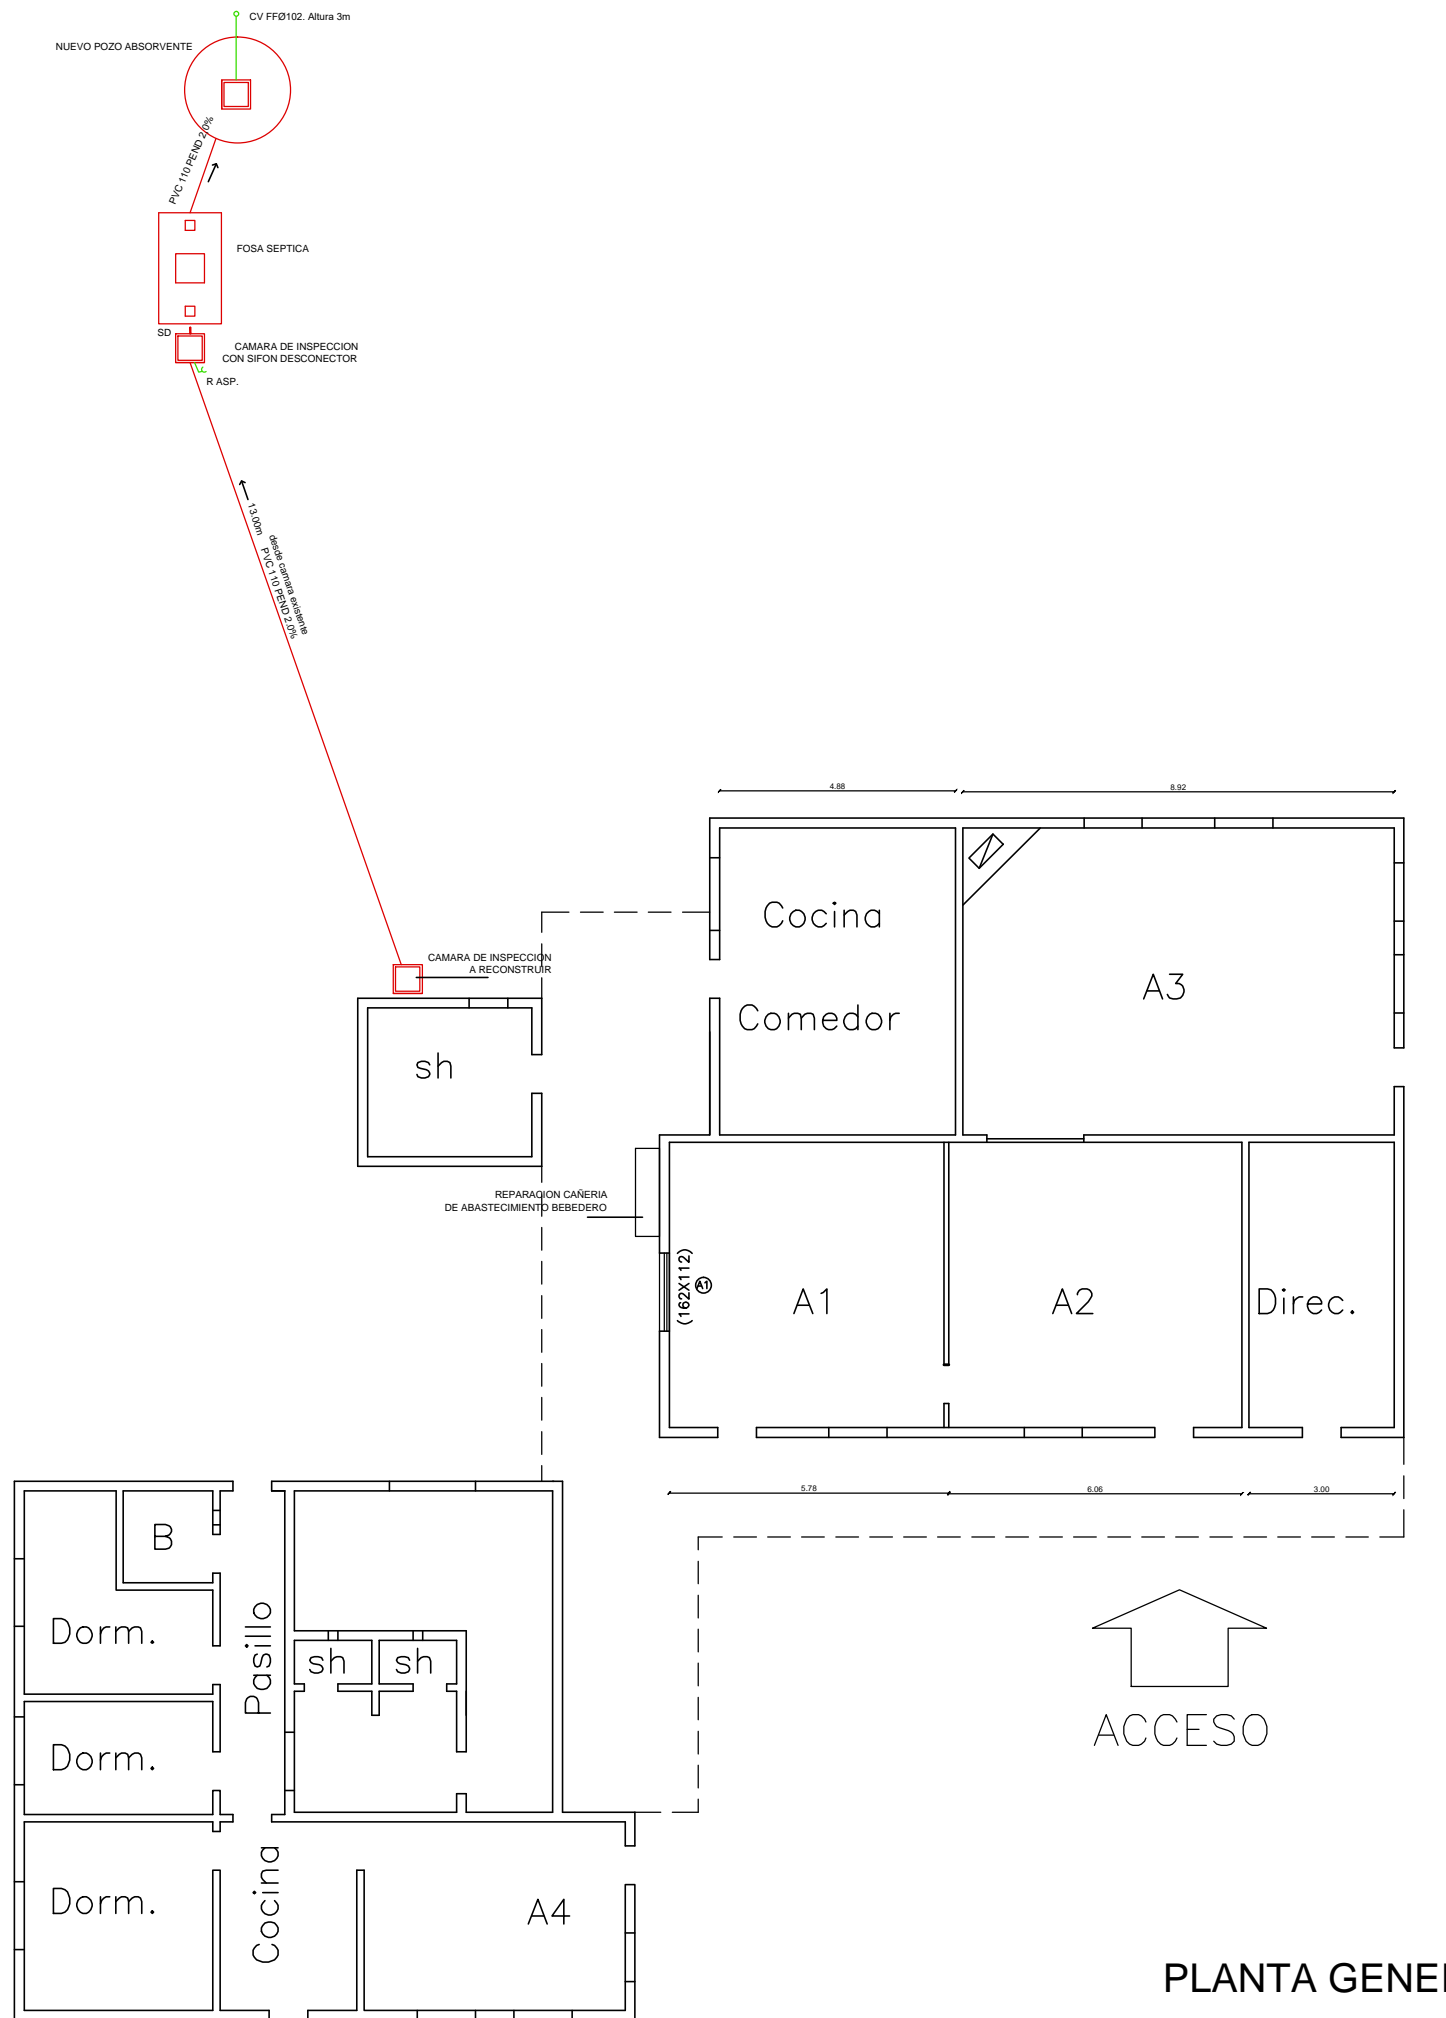 CV FFØ102. Altura 3m
NUEVO POZO ABSORVENTE
PVC 110 PEND 2.0%
FOSA SEPTICA
SD
CAMARA DE INSPECCION
CON SIFON DESCONECTOR
R ASP.
13.00m
desde camara existente
PVC 110 PEND 2.0%
4.88
8.92
Cocina
Comedor
A3
CAMARA DE INSPECCION
A RECONSTRUIR
sh
REPARACION CAÑERIA
DE ABASTECIMIENTO BEBEDERO
(162X112)
A1
A1
A2
Direc.
5.78
6.06
3.00
B
Dorm.
Pasillo
sh
sh
Dorm.
ACCESO
Dorm.
Cocina
A4
PLANTA GENE